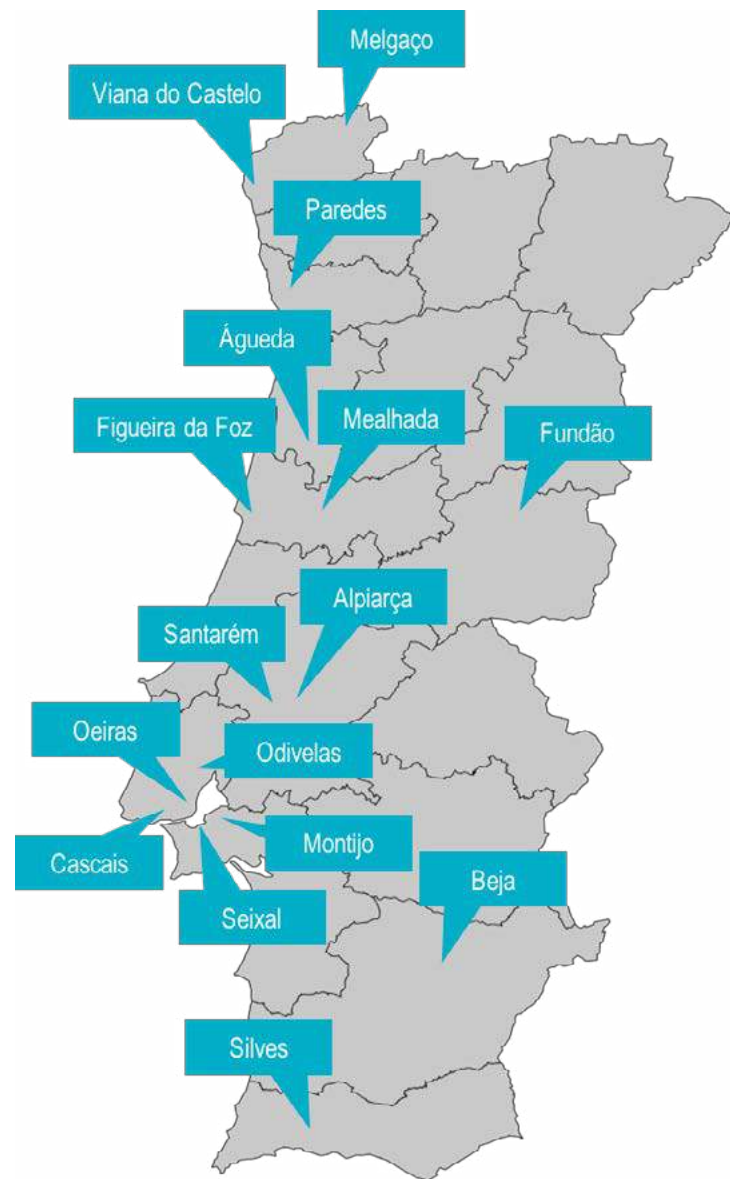 Melgaço
Viana do Castelo
Paredes
Águeda
Mealhada
Figueira da Foz
Fundão
Alpiarça
Santarém
Oeiras
Odivelas
Montijo
Cascais
Beja
Seixal
Silves